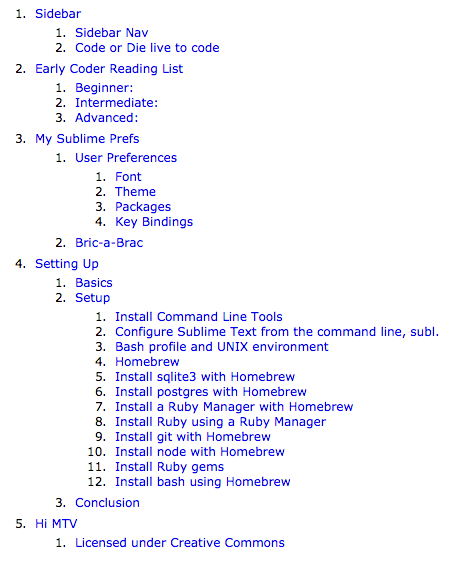 1. Sidebar
1. Sidebar Nav
2. Code or Die live to code
2. Early Coder Reading List
1. Beginner:
2. Intermediate:
3. Advanced:
3. My Sublime Prefs
1. User Preferences
1. Font
2. Theme
3. Packages
4. Key Bindings
2. Bric-a-Brac
4. Setting Up
1. Basics
2. Setup
1. Install Command Line Tools
2. Configure Sublime Text from the command line, subl.
3. Bash profile and UNIX environment
4. Homebrew
5. Install sqlite3 with Homebrew
6. Install postgres with Homebrew
7. Install a Ruby Manager with Homebrew
8. Install Ruby using a Ruby Manager
9. Install git with Homebrew
10. Install node with Homebrew
11. Install Ruby gems
12. Install bash using Homebrew
3. Conclusion
5. Hi MTV
1. Licensed under Creative Commons